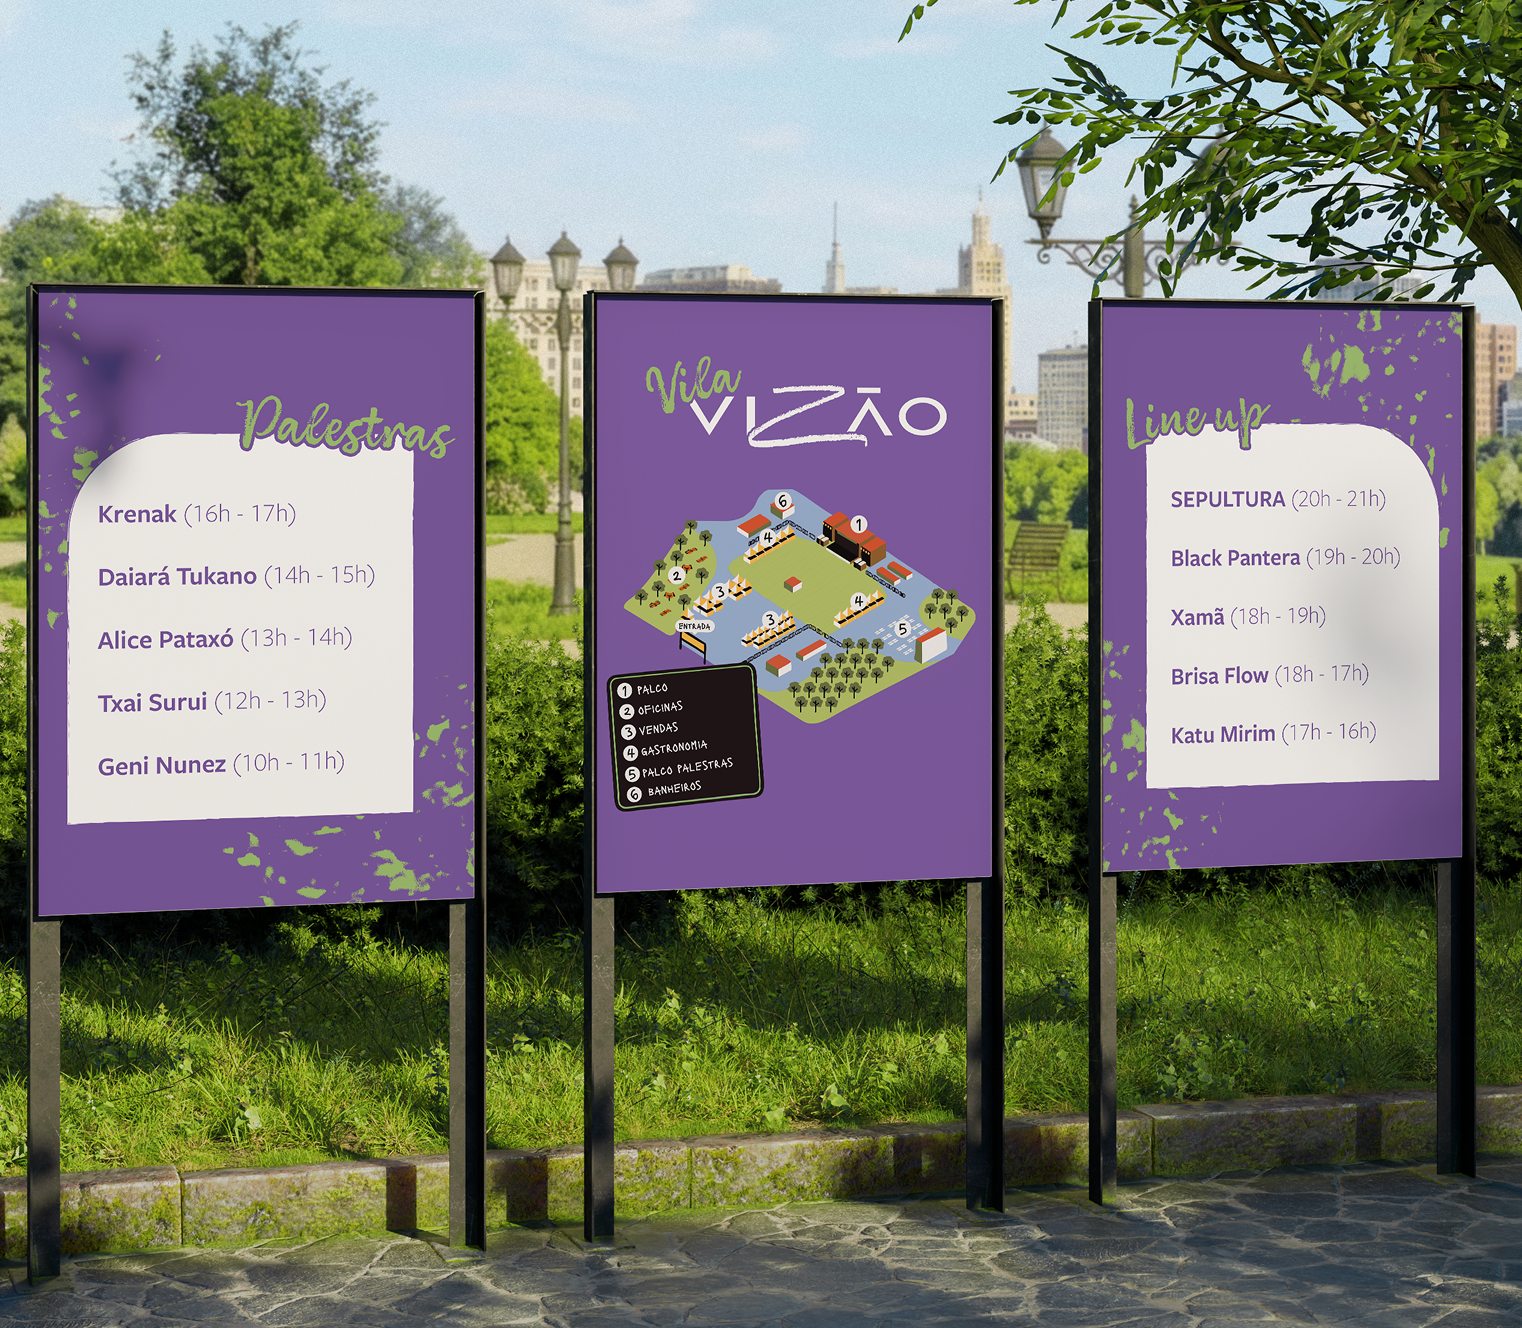 Palestras
Krenak (16h - 17h)
Daiará Tukano (14h - 15h)
Alice Pataxó (13h - 14h)
Txai Surui (12h - 13h)
Geni Nunez (10h - 11h)
Vila
VIZÃO
6
1
4
2
3
4
3
5
ENTRADA
1 PALCO
2 OFICINAS
3 VENDAS
4 GASTRONOMIA
5 PALCO PALESTRAS
6 BANHEIROS
Line up
SEPULTURA (20h - 21h)
Black Pantera (19h - 20h)
Xamã (18h - 19h)
Brisa Flow (18h - 17h)
Katu Mirim (17h - 16h)